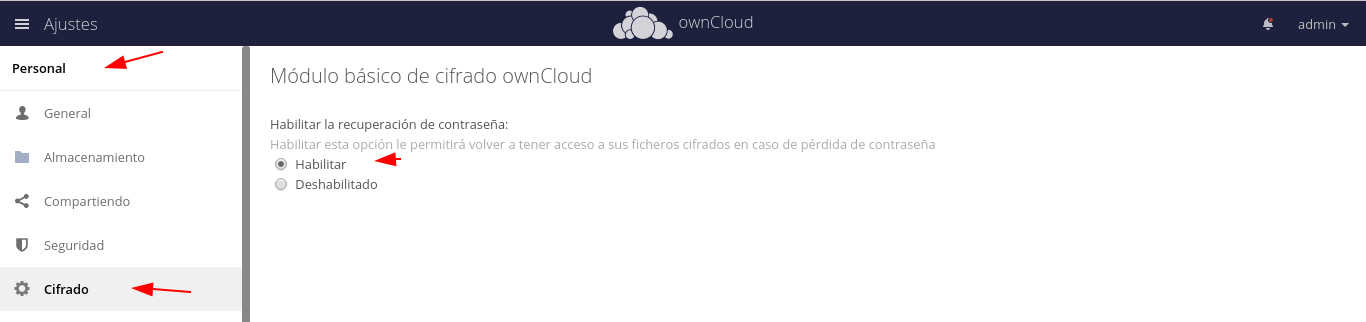 Ajustes
ownCloud
admin
Personal
General
Almacenamiento
Compartiendo
Seguridad
Cifrado
Módulo básico de cifrado ownCloud
Habilitar la recuperación de contraseña:
Habilitar esta opción le permitirá volver a tener acceso a sus ficheros cifrados en caso de pérdida de contraseña
Habilitar
Deshabilitado